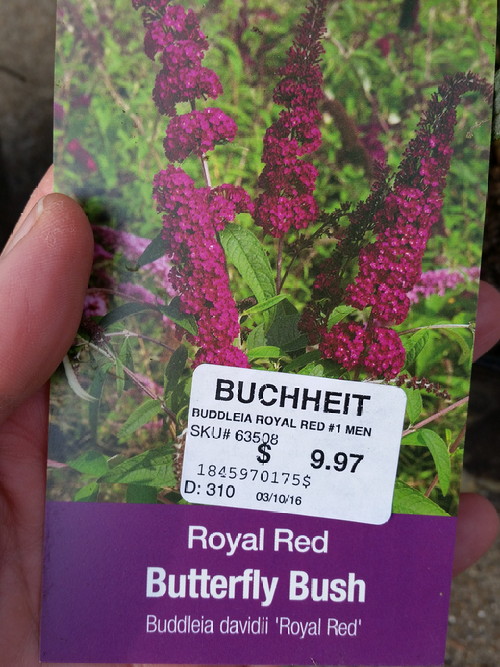 BUCHHEIT
BUDDLEIA ROYAL RED #1 MEN
SKU# 63508
$ 9.97
1845970175$
D: 310 03/10/16
Royal Red
Butterfly Bush
Buddleia davidii 'Royal Red'